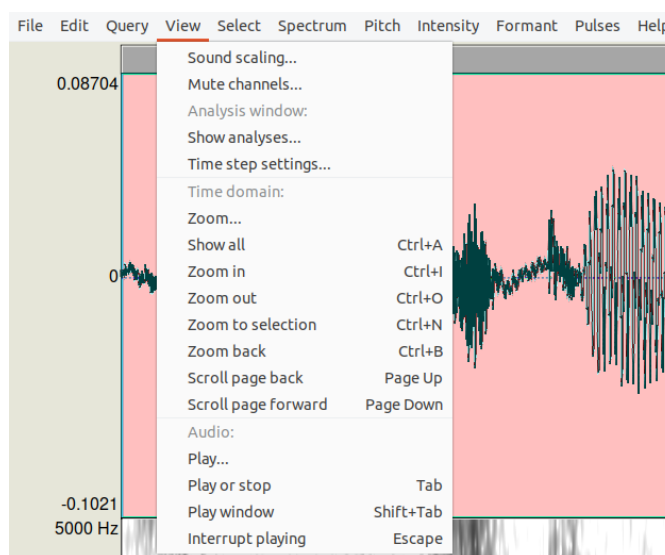 File Edit Query View Select Spectrum Pitch Intensity Formant Pulses Help
0.08704
0
-0.1021
5000 Hz
Sound scaling...
Mute channels...
Analysis window:
Show analyses...
Time step settings...
Time domain:
Zoom...
Show all Ctrl+A
Zoom in Ctrl+I
Zoom out Ctrl+O
Zoom to selection Ctrl+N
Zoom back Ctrl+B
Scroll page back Page Up
Scroll page forward Page Down
Audio:
Play...
Play or stop Tab
Play window Shift+Tab
Interrupt playing Escape